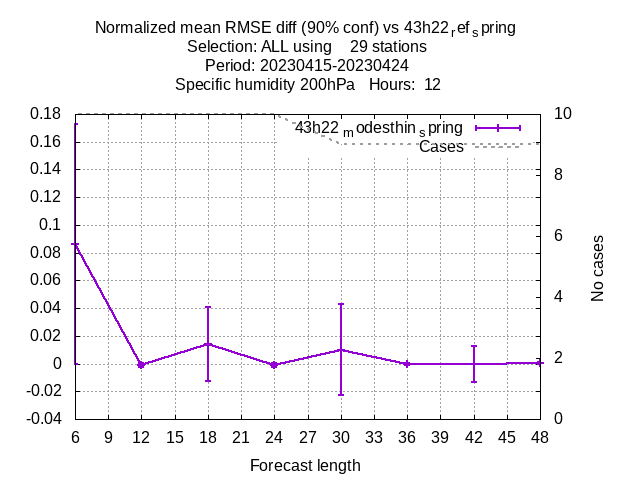 Normalized mean RMSE diff (90% conf) vs 43h22refspring
Selection: ALL using 29 stations
Period: 20230415-20230424
Specific humidity 200hPa Hours: 12
43h22modesthinspring
Cases
0.18
0.16
0.14
0.12
0.1
0.08
0.06
0.04
0.02
0
-0.02
-0.04
10
8
6
4
2
0
No cases
6 9 12 15 18 21 24 27 30 33 36 39 42 45 48
Forecast length